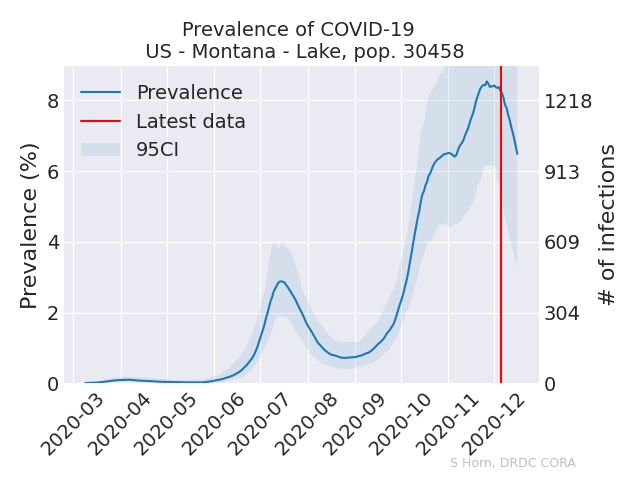 Prevalence of COVID-19
US - Montana - Lake, pop. 30458
Prevalence
Latest data
95CI
Prevalence (%)
8
6
4
2
0
1218
913
609
304
0
# of infections
2020-03
2020-04
2020-05
2020-06
2020-07
2020-08
2020-09
2020-10
2020-11
2020-12
S Horn, DRDC CORA